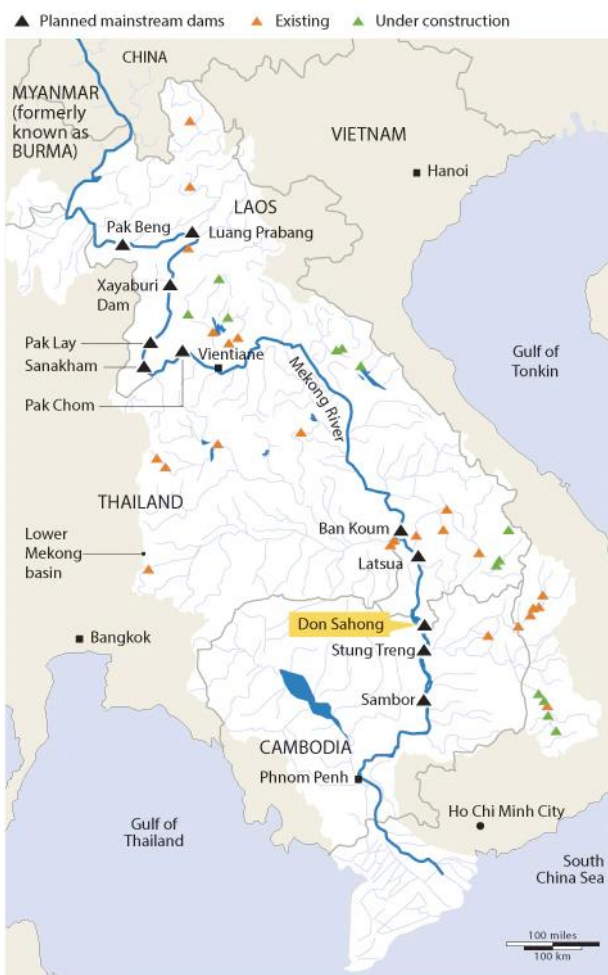 Planned mainstream dams
Existing
Under construction
CHINA
MYANMAR
(formerly
known as
BURMA)
VIETNAM
Hanoi
LAOS
Pak Beng
Luang Prabang
Xayaburi
Dam
Pak Lay
Vientiane
Sanakham
Pak Chom
Mekong River
Gulf of
Tonkin
THAILAND
Ban Koum
Lower
Mekong
basin
Latsua
Don Sahong
Bangkok
Stung Treng
Sambor
CAMBODIA
Phnom Penh
Ho Chi Minh City
Gulf of
Thailand
South
China Sea
100 miles
100 km